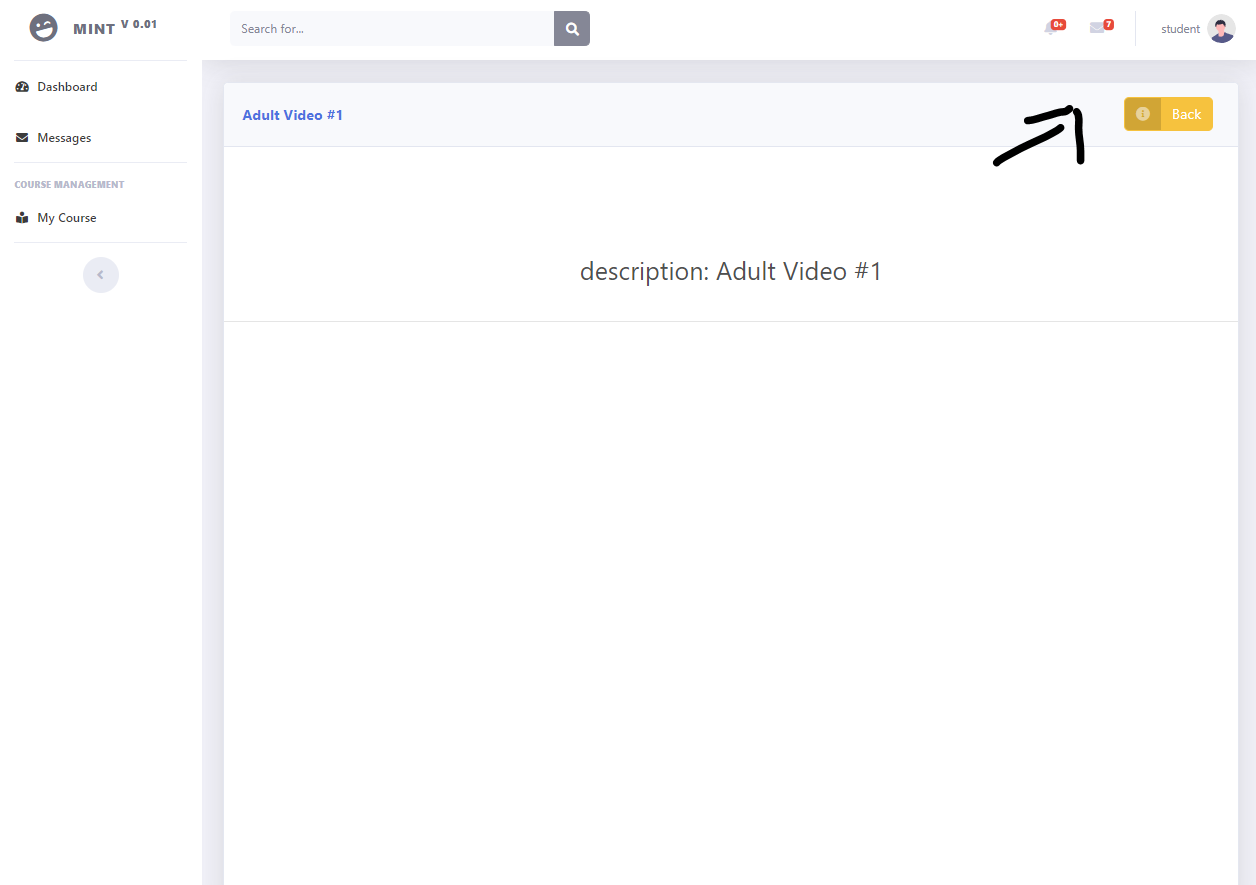 MINT V 0.01
Search for...
0+
7
student
Dashboard
Adult Video #1
Back
Messages
COURSE MANAGEMENT
My Course
description: Adult Video #1